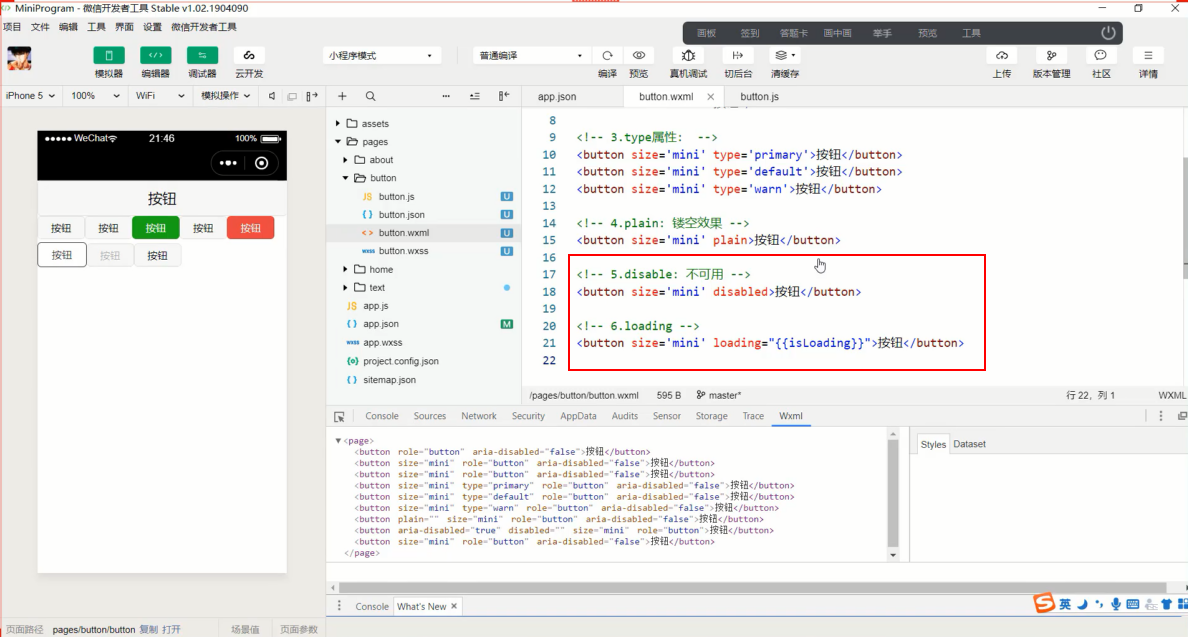 MiniProgram - 微信开发者工具 Stable v1.02.1904090
项目 文件 编辑 工具 界面 设置 微信开发者工具
画板 签到 答题卡 画中画 举手 预览 工具
小程序模式 普通编译
模拟器 编辑器 调试器 云开发 编译 预览 真机调试 切后台 清缓存 上传 版本管理 社区 详情
iPhone 5 100% WiFi 模拟操作
app.json button.wxml button.js
WeChat 21:46 100%
按钮
按钮 按钮 按钮 按钮 按钮
按钮 按钮 按钮
assets
pages
about
button
JS button.js U
{ } button.json U
< > button.wxml U
wxss button.wxss U
home
text
JS app.js
{ } app.json M
wxss app.wxss
{o} project.config.json
{ } sitemap.json
8
9 <!-- 3.type属性: -->
10 <button size='mini' type='primary'>按钮</button>
11 <button size='mini' type='default'>按钮</button>
12 <button size='mini' type='warn'>按钮</button>
13
14 <!-- 4.plain: 镂空效果 -->
15 <button size='mini' plain>按钮</button>
16
17 <!-- 5.disable: 不可用 -->
18 <button size='mini' disabled>按钮</button>
19
20 <!-- 6.loading -->
21 <button size='mini' loading="{{isLoading}}">按钮</button>
22
/pages/button/button.wxml 595 B master* 行 22, 列 1 WXML
Console Sources Network Security AppData Audits Sensor Storage Trace Wxml
Styles Dataset
<page>
<button role="button" aria-disabled="false">按钮</button>
<button size="mini" role="button" aria-disabled="false">按钮</button>
<button size="mini" role="button" aria-disabled="false">按钮</button>
<button size="mini" type="primary" role="button" aria-disabled="false">按钮</button>
<button size="mini" type="default" role="button" aria-disabled="false">按钮</button>
<button size="mini" type="warn" role="button" aria-disabled="false">按钮</button>
<button plain="" size="mini" role="button" aria-disabled="false">按钮</button>
<button aria-disabled="true" disabled="" size="mini" role="button">按钮</button>
<button size="mini" role="button" aria-disabled="false">按钮</button>
</page>
Console What's New
S 英
页面路径 pages/button/button 复制 打开 场景值 页面参数